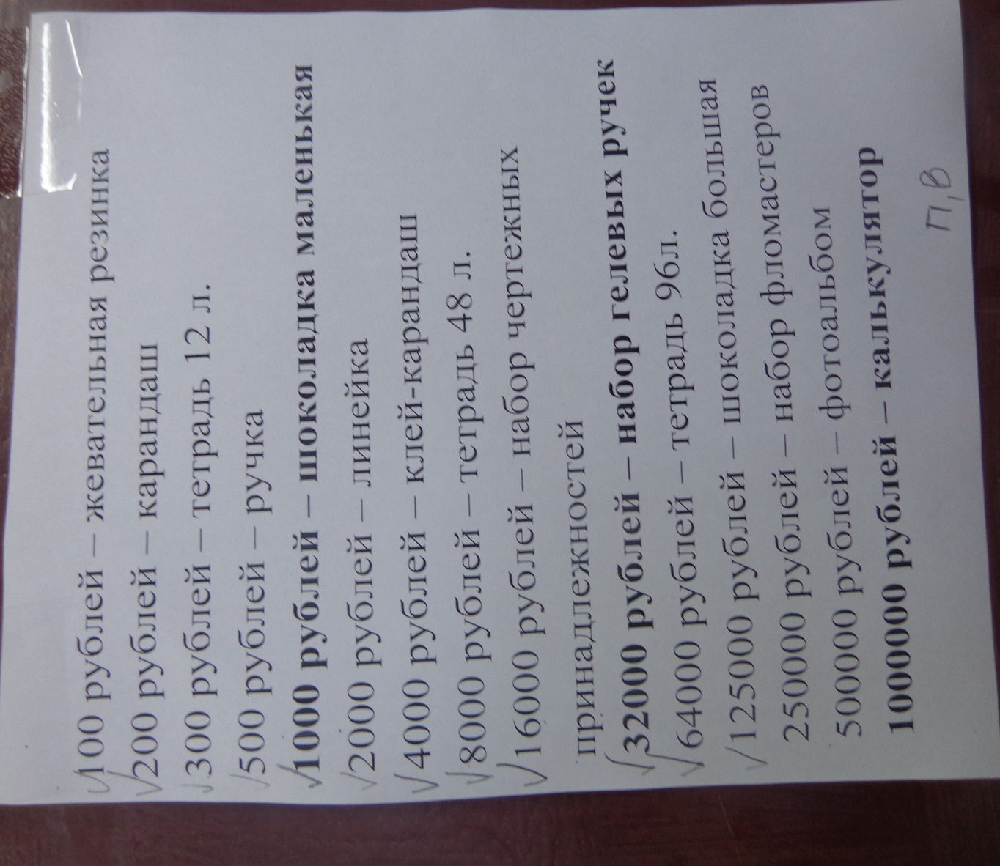 100 рублей – жевательная резинка
200 рублей – карандаш
300 рублей – тетрадь 12 л.
500 рублей – ручка
1000 рублей – шоколадка маленькая
2000 рублей – линейка
4000 рублей – клей-карандаш
8000 рублей – тетрадь 48 л.
16000 рублей – набор чертежных
принадлежностей
32000 рублей – набор гелевых ручек
64000 рублей – тетрадь 96л.
125000 рублей – шоколадка большая
250000 рублей – набор фломастеров
500000 рублей – фотоальбом
1000000 рублей – калькулятор
П,В